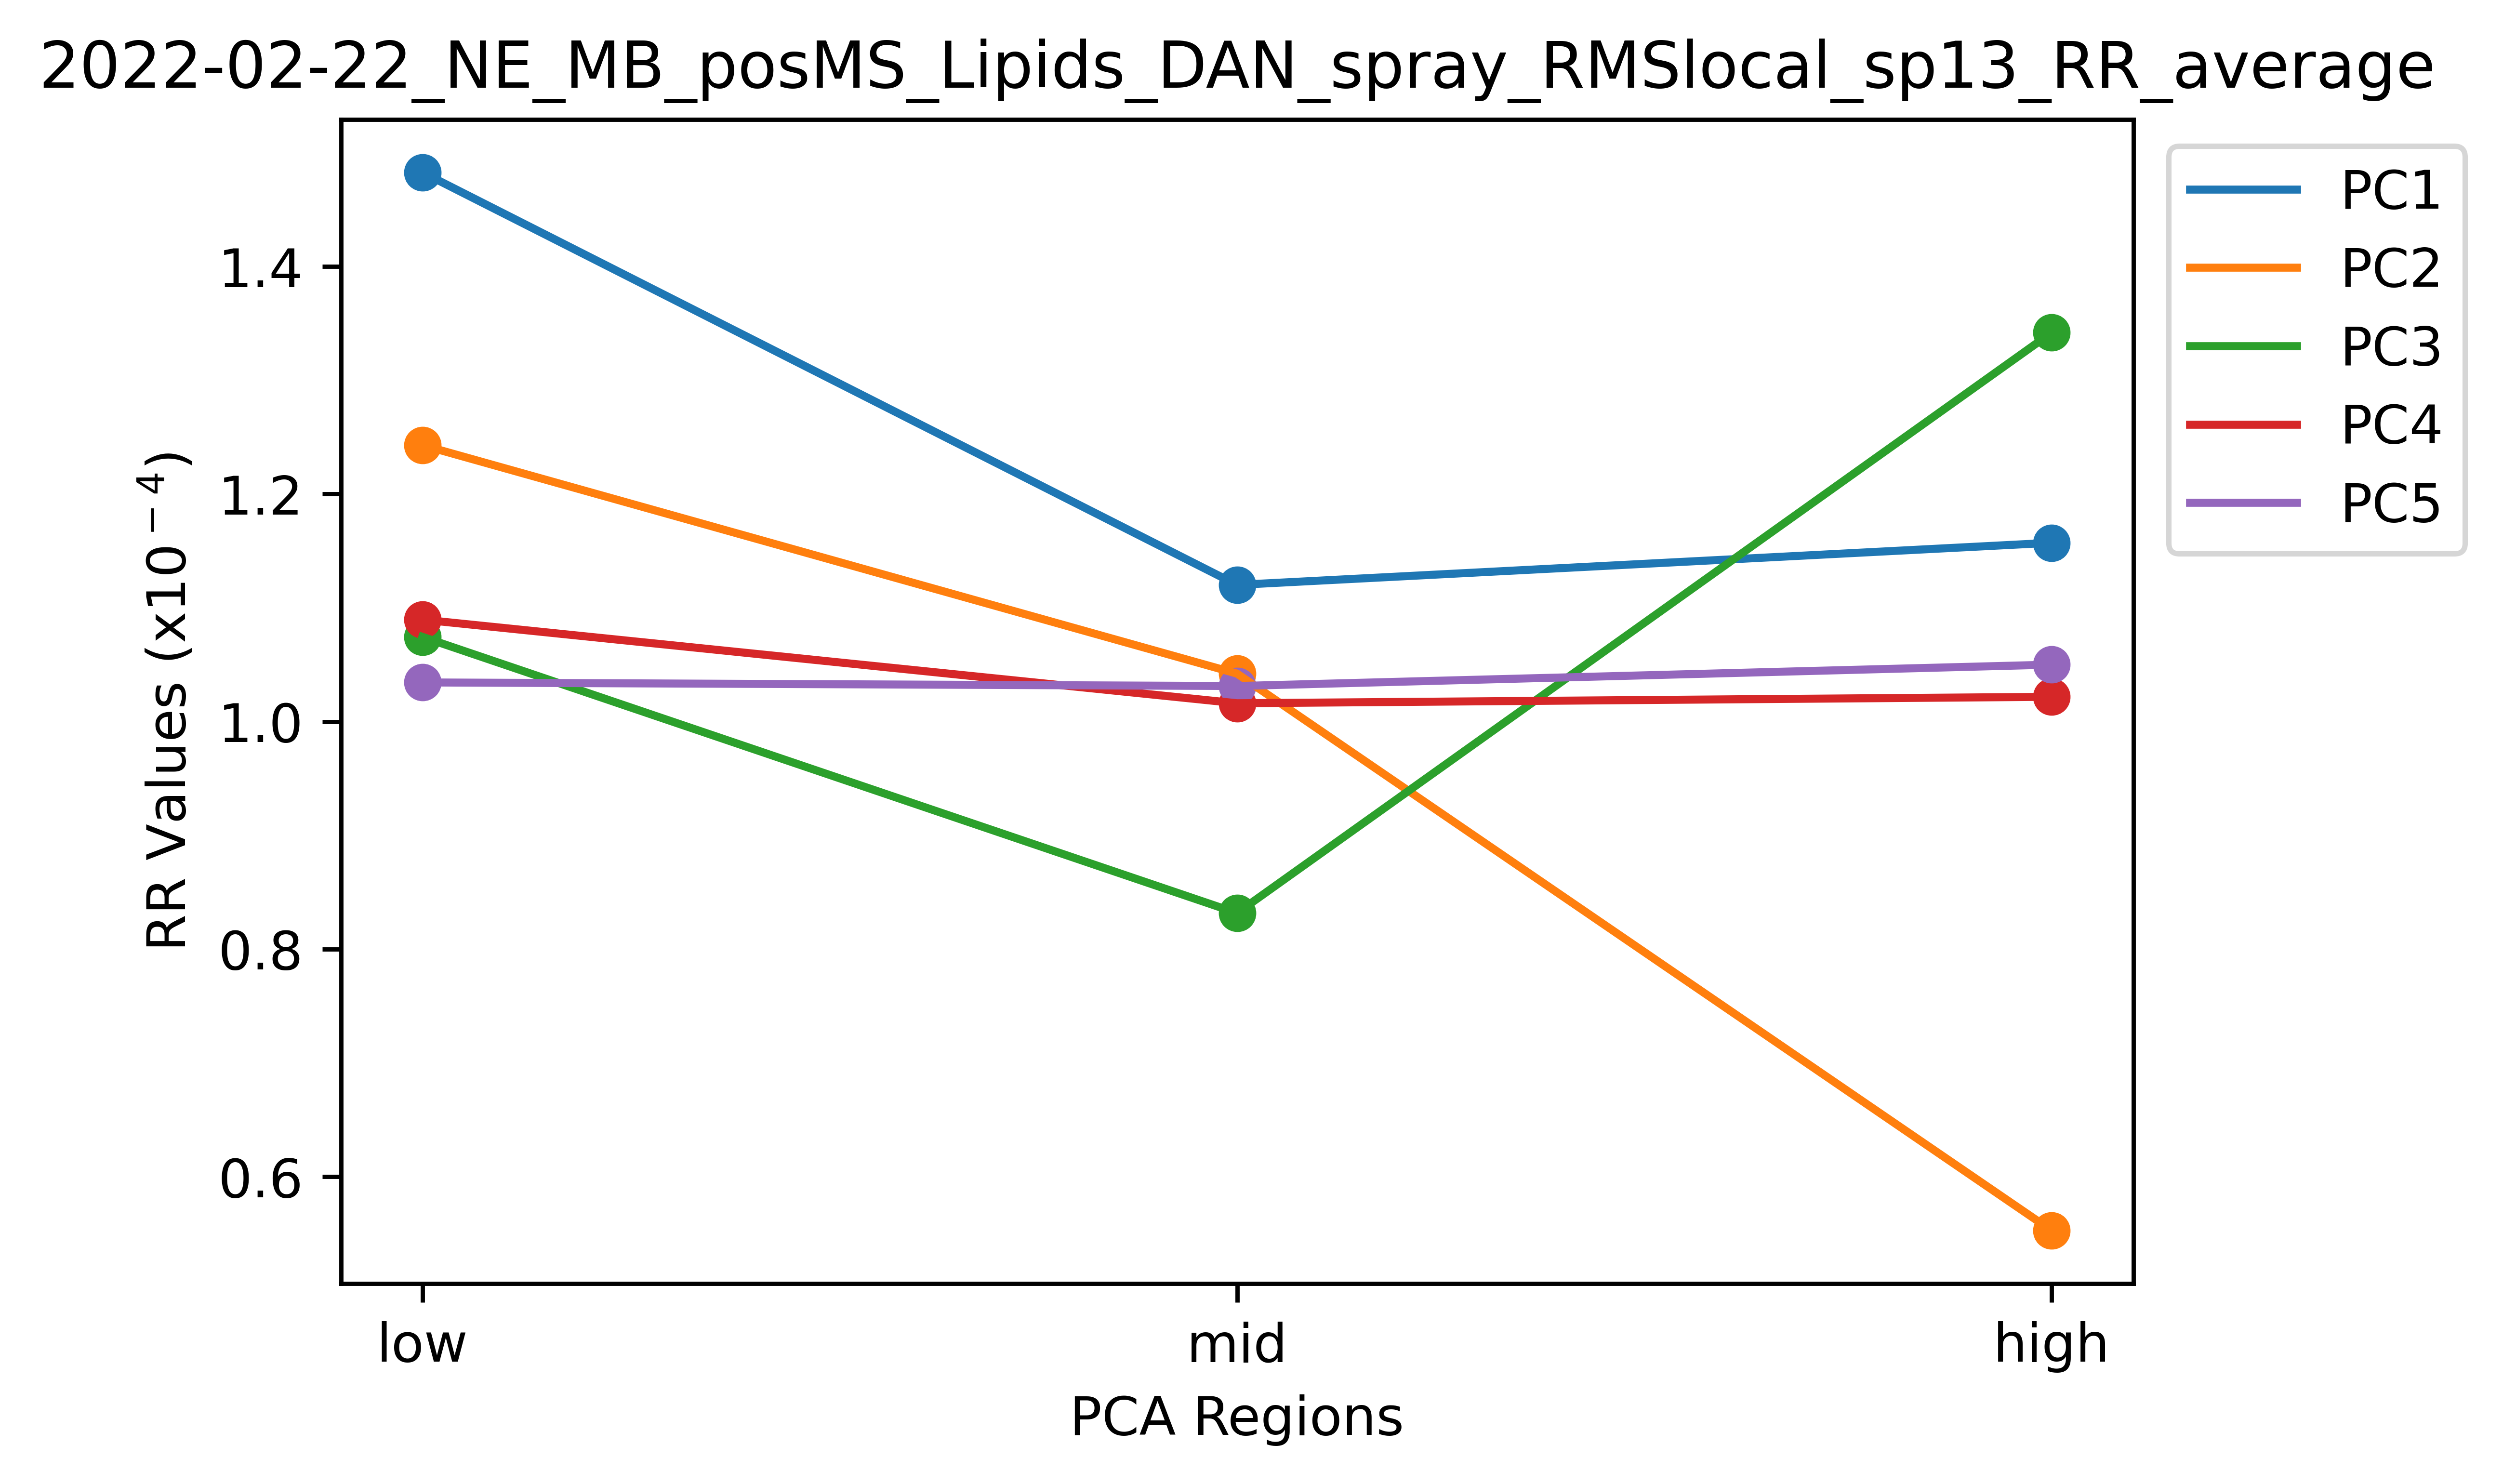 2022-02-22_NE_MB_posMS_Lipids_DAN_spray_RMSlocal_sp13_RR_average
PC1
PC2
PC3
PC4
PC5
RR Values (x10⁻⁴)
1.4
1.2
1.0
0.8
0.6
low mid high
PCA Regions